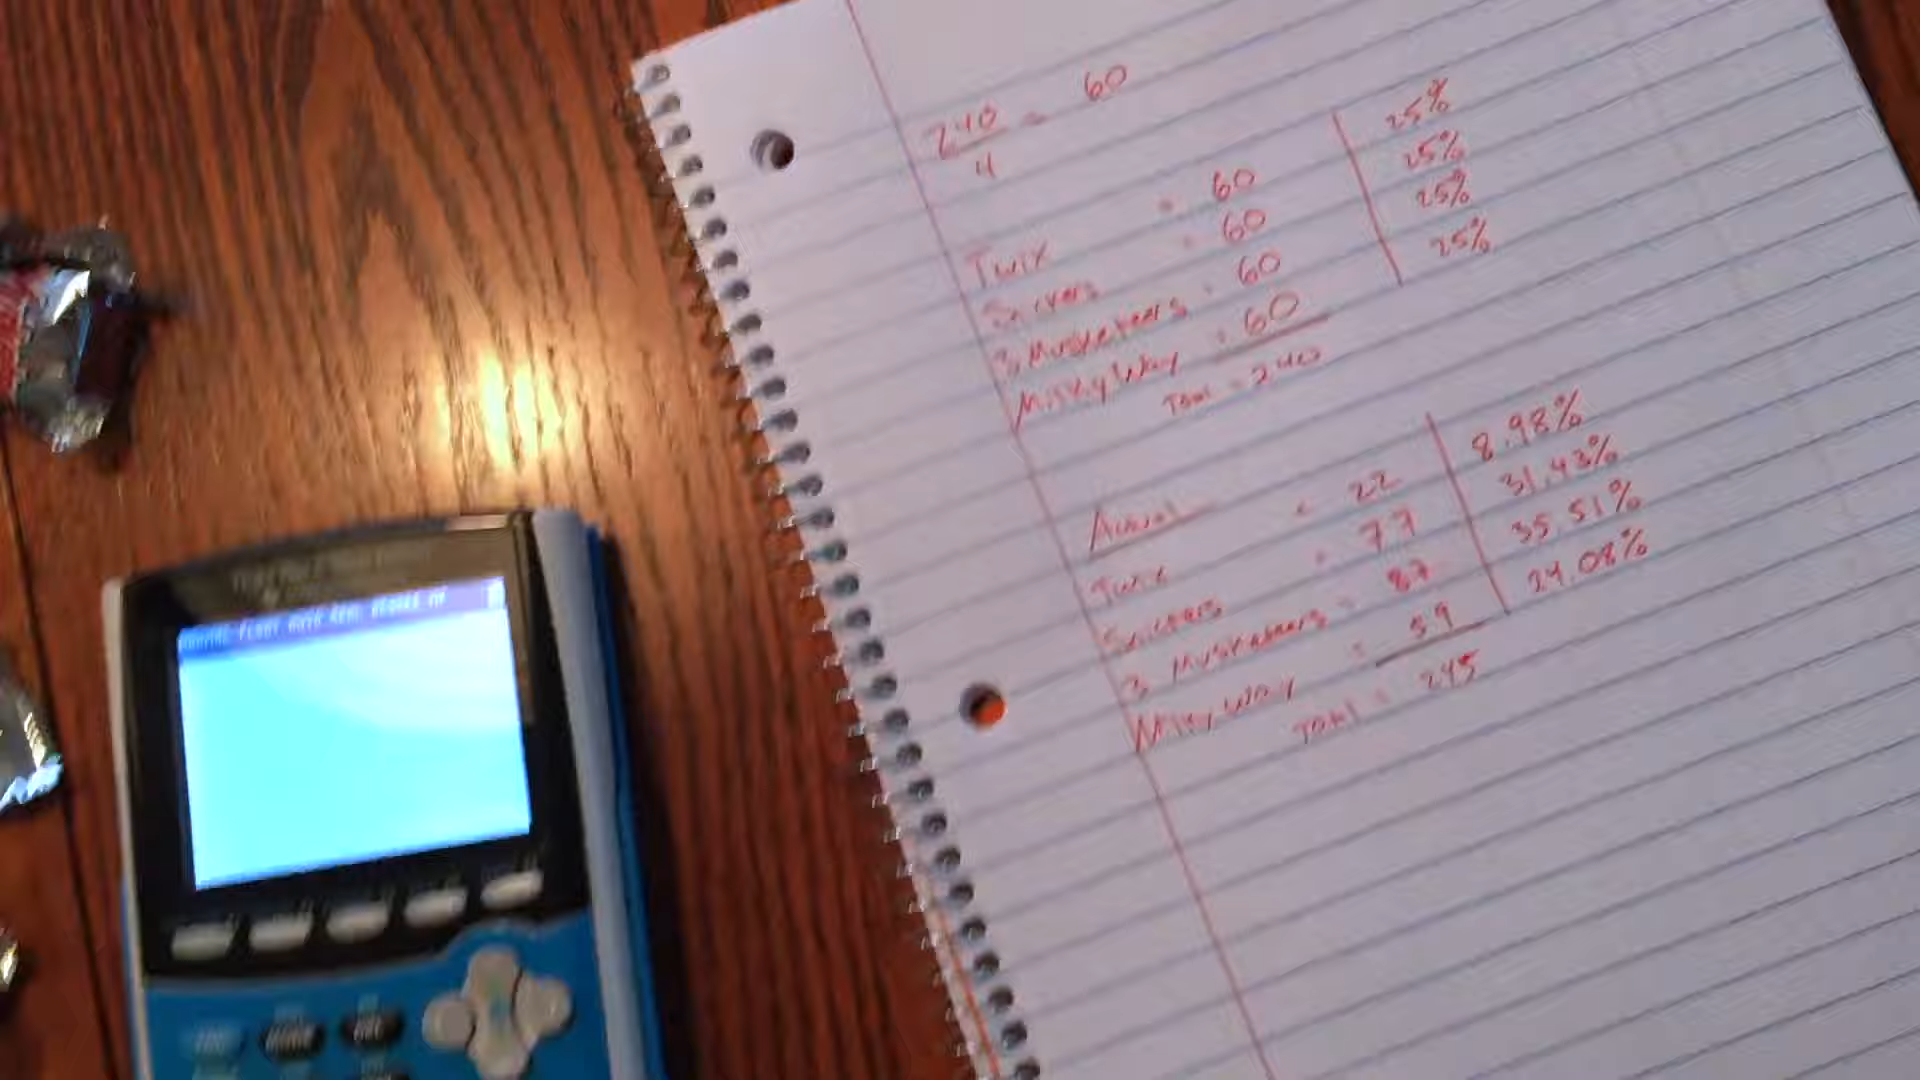 240/4 = 60
Twix = 60 | 25%
Snickers = 60 | 25%
3 Musketeers = 60 | 25%
Milky Way = 60 | 25%
Total = 240
Actual
Twix = 22 | 8.98%
Snickers = 77 | 31.43%
3 Musketeers = 87 | 35.51%
Milky Way = 59 | 24.08%
Total = 245